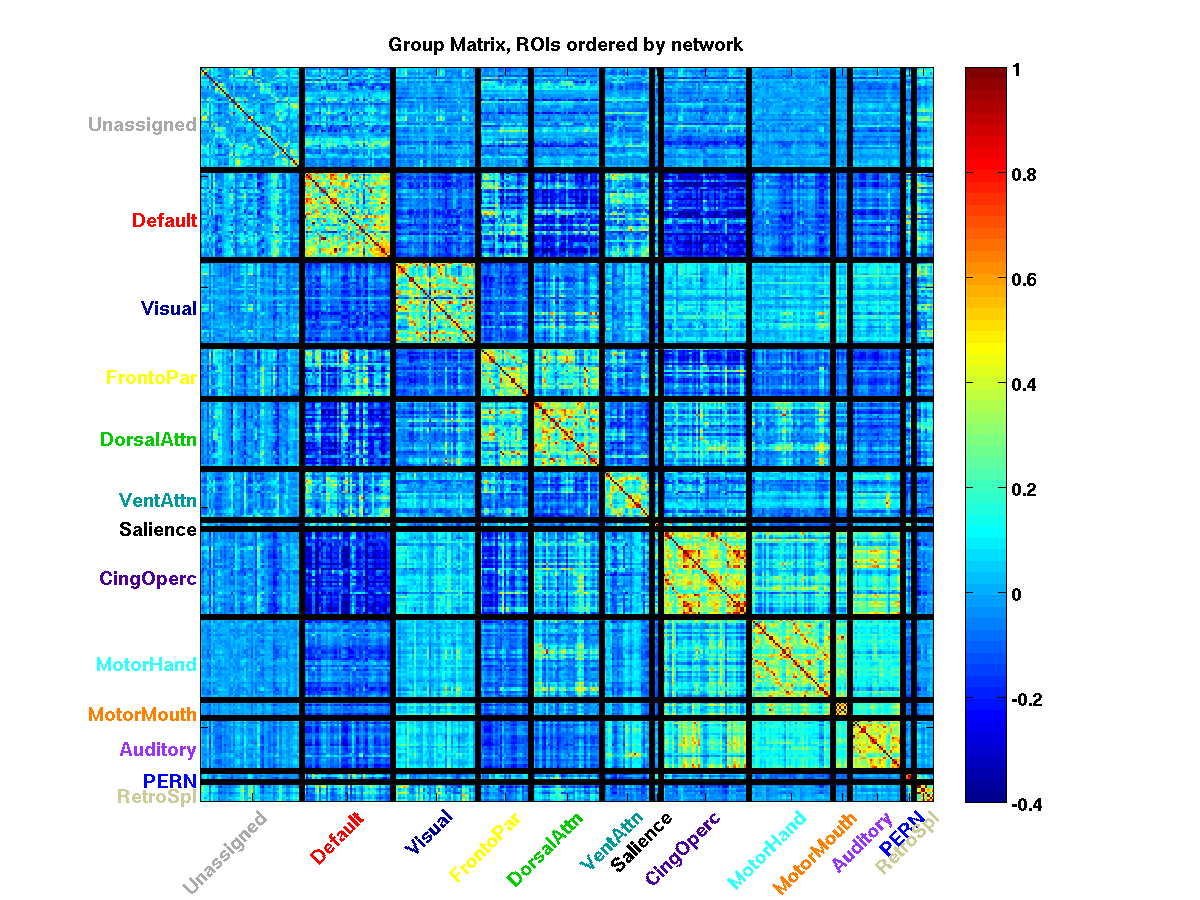 Group Matrix, ROIs ordered by network
Unassigned
Default
Visual
FrontoPar
DorsalAttn
VentAttn
Salience
CingOperc
MotorHand
MotorMouth
Auditory
PERN
RetroSpl
Unassigned
Default
Visual
FrontoPar
DorsalAttn
VentAttn
Salience
CingOperc
MotorHand
MotorMouth
Auditory
PERN
RetroSpl
1
0.8
0.6
0.4
0.2
0
-0.2
-0.4